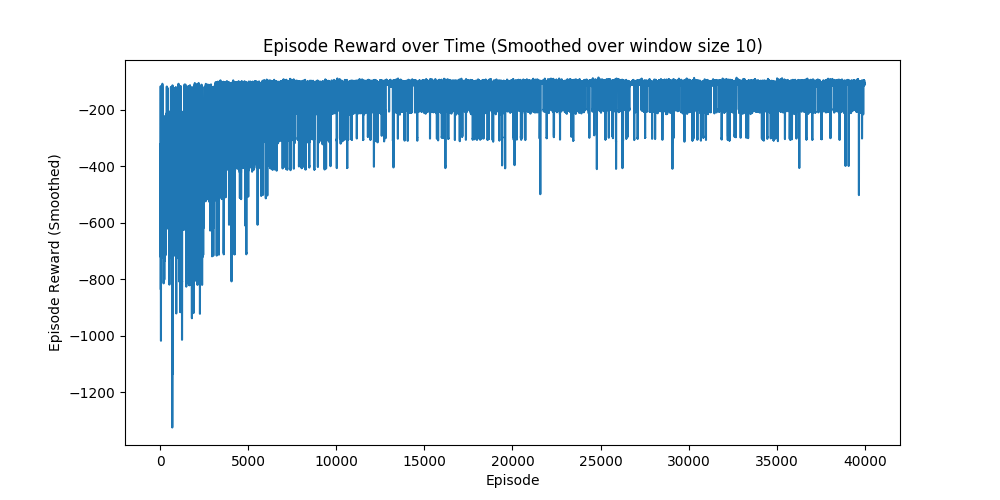 Episode Reward over Time (Smoothed over window size 10)
Episode Reward (Smoothed)
−200
−400
−600
−800
−1000
−1200
0 5000 10000 15000 20000 25000 30000 35000 40000
Episode